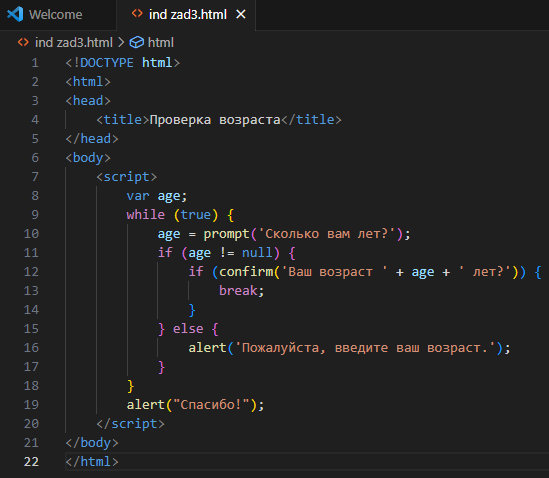 Welcome
ind zad3.html
ind zad3.html > html
1 <!DOCTYPE html>
2 <html>
3 <head>
4     <title>Проверка возраста</title>
5 </head>
6 <body>
7     <script>
8         var age;
9         while (true) {
10             age = prompt('Сколько вам лет?');
11             if (age != null) {
12                 if (confirm('Ваш возраст ' + age + ' лет?')) {
13                     break;
14                 }
15             } else {
16                 alert('Пожалуйста, введите ваш возраст.');
17             }
18         }
19         alert("Спасибо!");
20     </script>
21 </body>
22 </html>